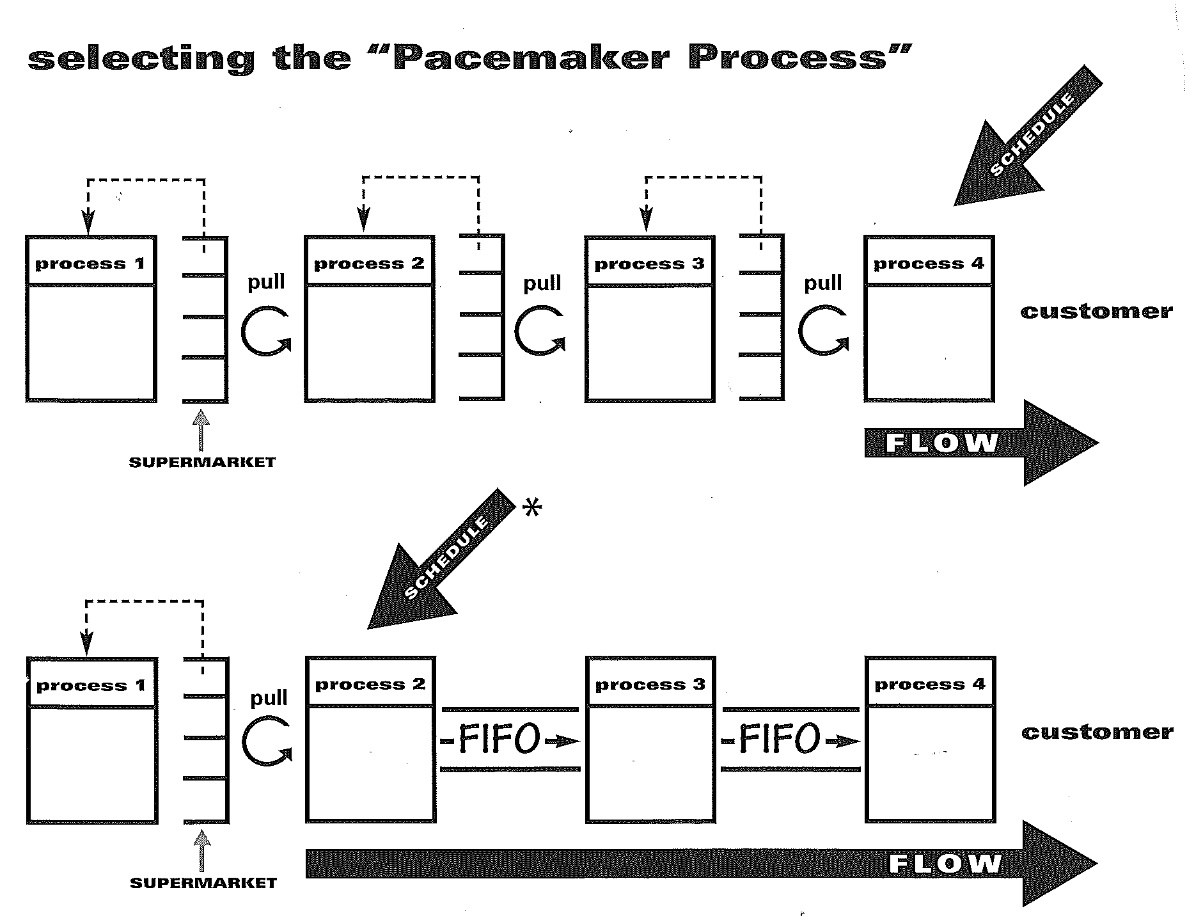 selecting the "Pacemaker Process"
SCHEDULE
process 1
pull
process 2
pull
process 3
pull
process 4
customer
SUPERMARKET
FLOW
SCHEDULE *
process 1
pull
process 2
FIFO
process 3
FIFO
process 4
customer
SUPERMARKET
FLOW